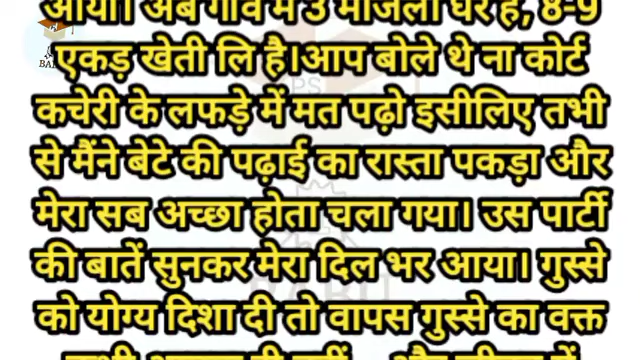 आया। अब गांव में 3 मंजिला घर है, 8-9
एकड़ खेती लि है।आप बोले थे ना कोर्ट
कचेरी के लफड़े में मत पढ़ो इसीलिए तभी
से मैंने बेटे की पढ़ाई का रास्ता पकड़ा और
मेरा सब अच्छा होता चला गया। उस पार्टी
की बातें सुनकर मेरा दिल भर आया। गुस्से
को योग्य दिशा दी तो वापस गुस्से का वक्त